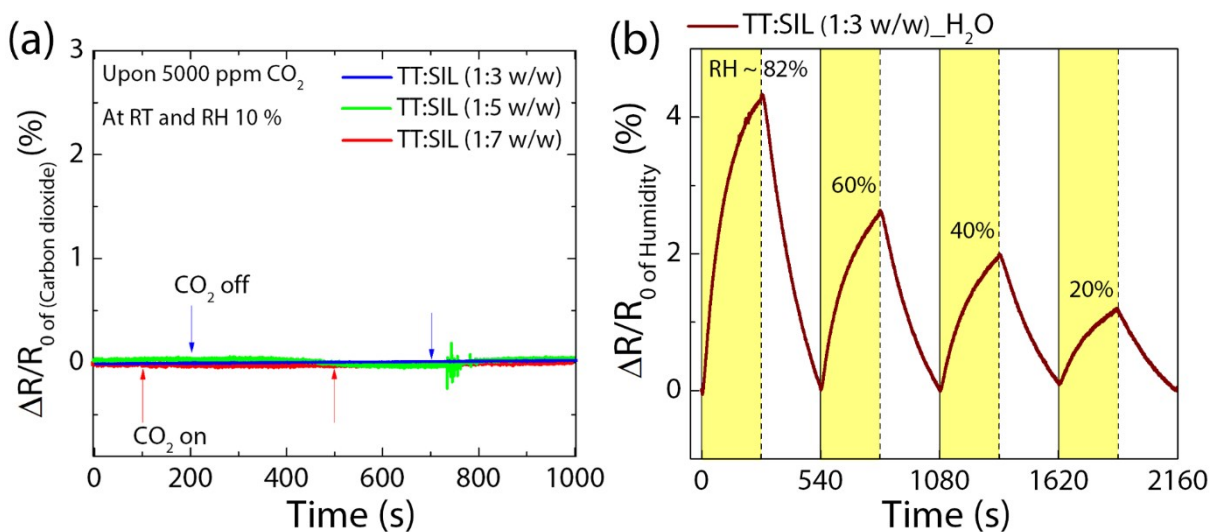 (a)
Upon 5000 ppm CO₂
At RT and RH 10 %
TT:SIL (1:3 w/w)
TT:SIL (1:5 w/w)
TT:SIL (1:7 w/w)
ΔR/R₀ of (Carbon dioxide) (%)
3
2
1
0
CO₂ off
CO₂ on
0 200 400 600 800 1000
Time (s)
(b)
TT:SIL (1:3 w/w)_H₂O
ΔR/R₀ of Humidity (%)
4
2
0
RH ~ 82%
60%
40%
20%
0 540 1080 1620 2160
Time (s)